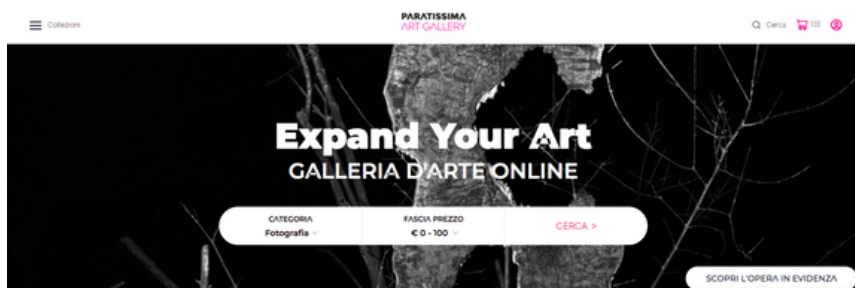 Collezioni
PARATISSIMA
ART GALLERY
Cerca
(0)
Expand Your Art
GALLERIA D'ARTE ONLINE
CATEGORIA
Fotografia
FASCIA PREZZO
€ 0 - 100
CERCA >
SCOPRI L'OPERA IN EVIDENZA